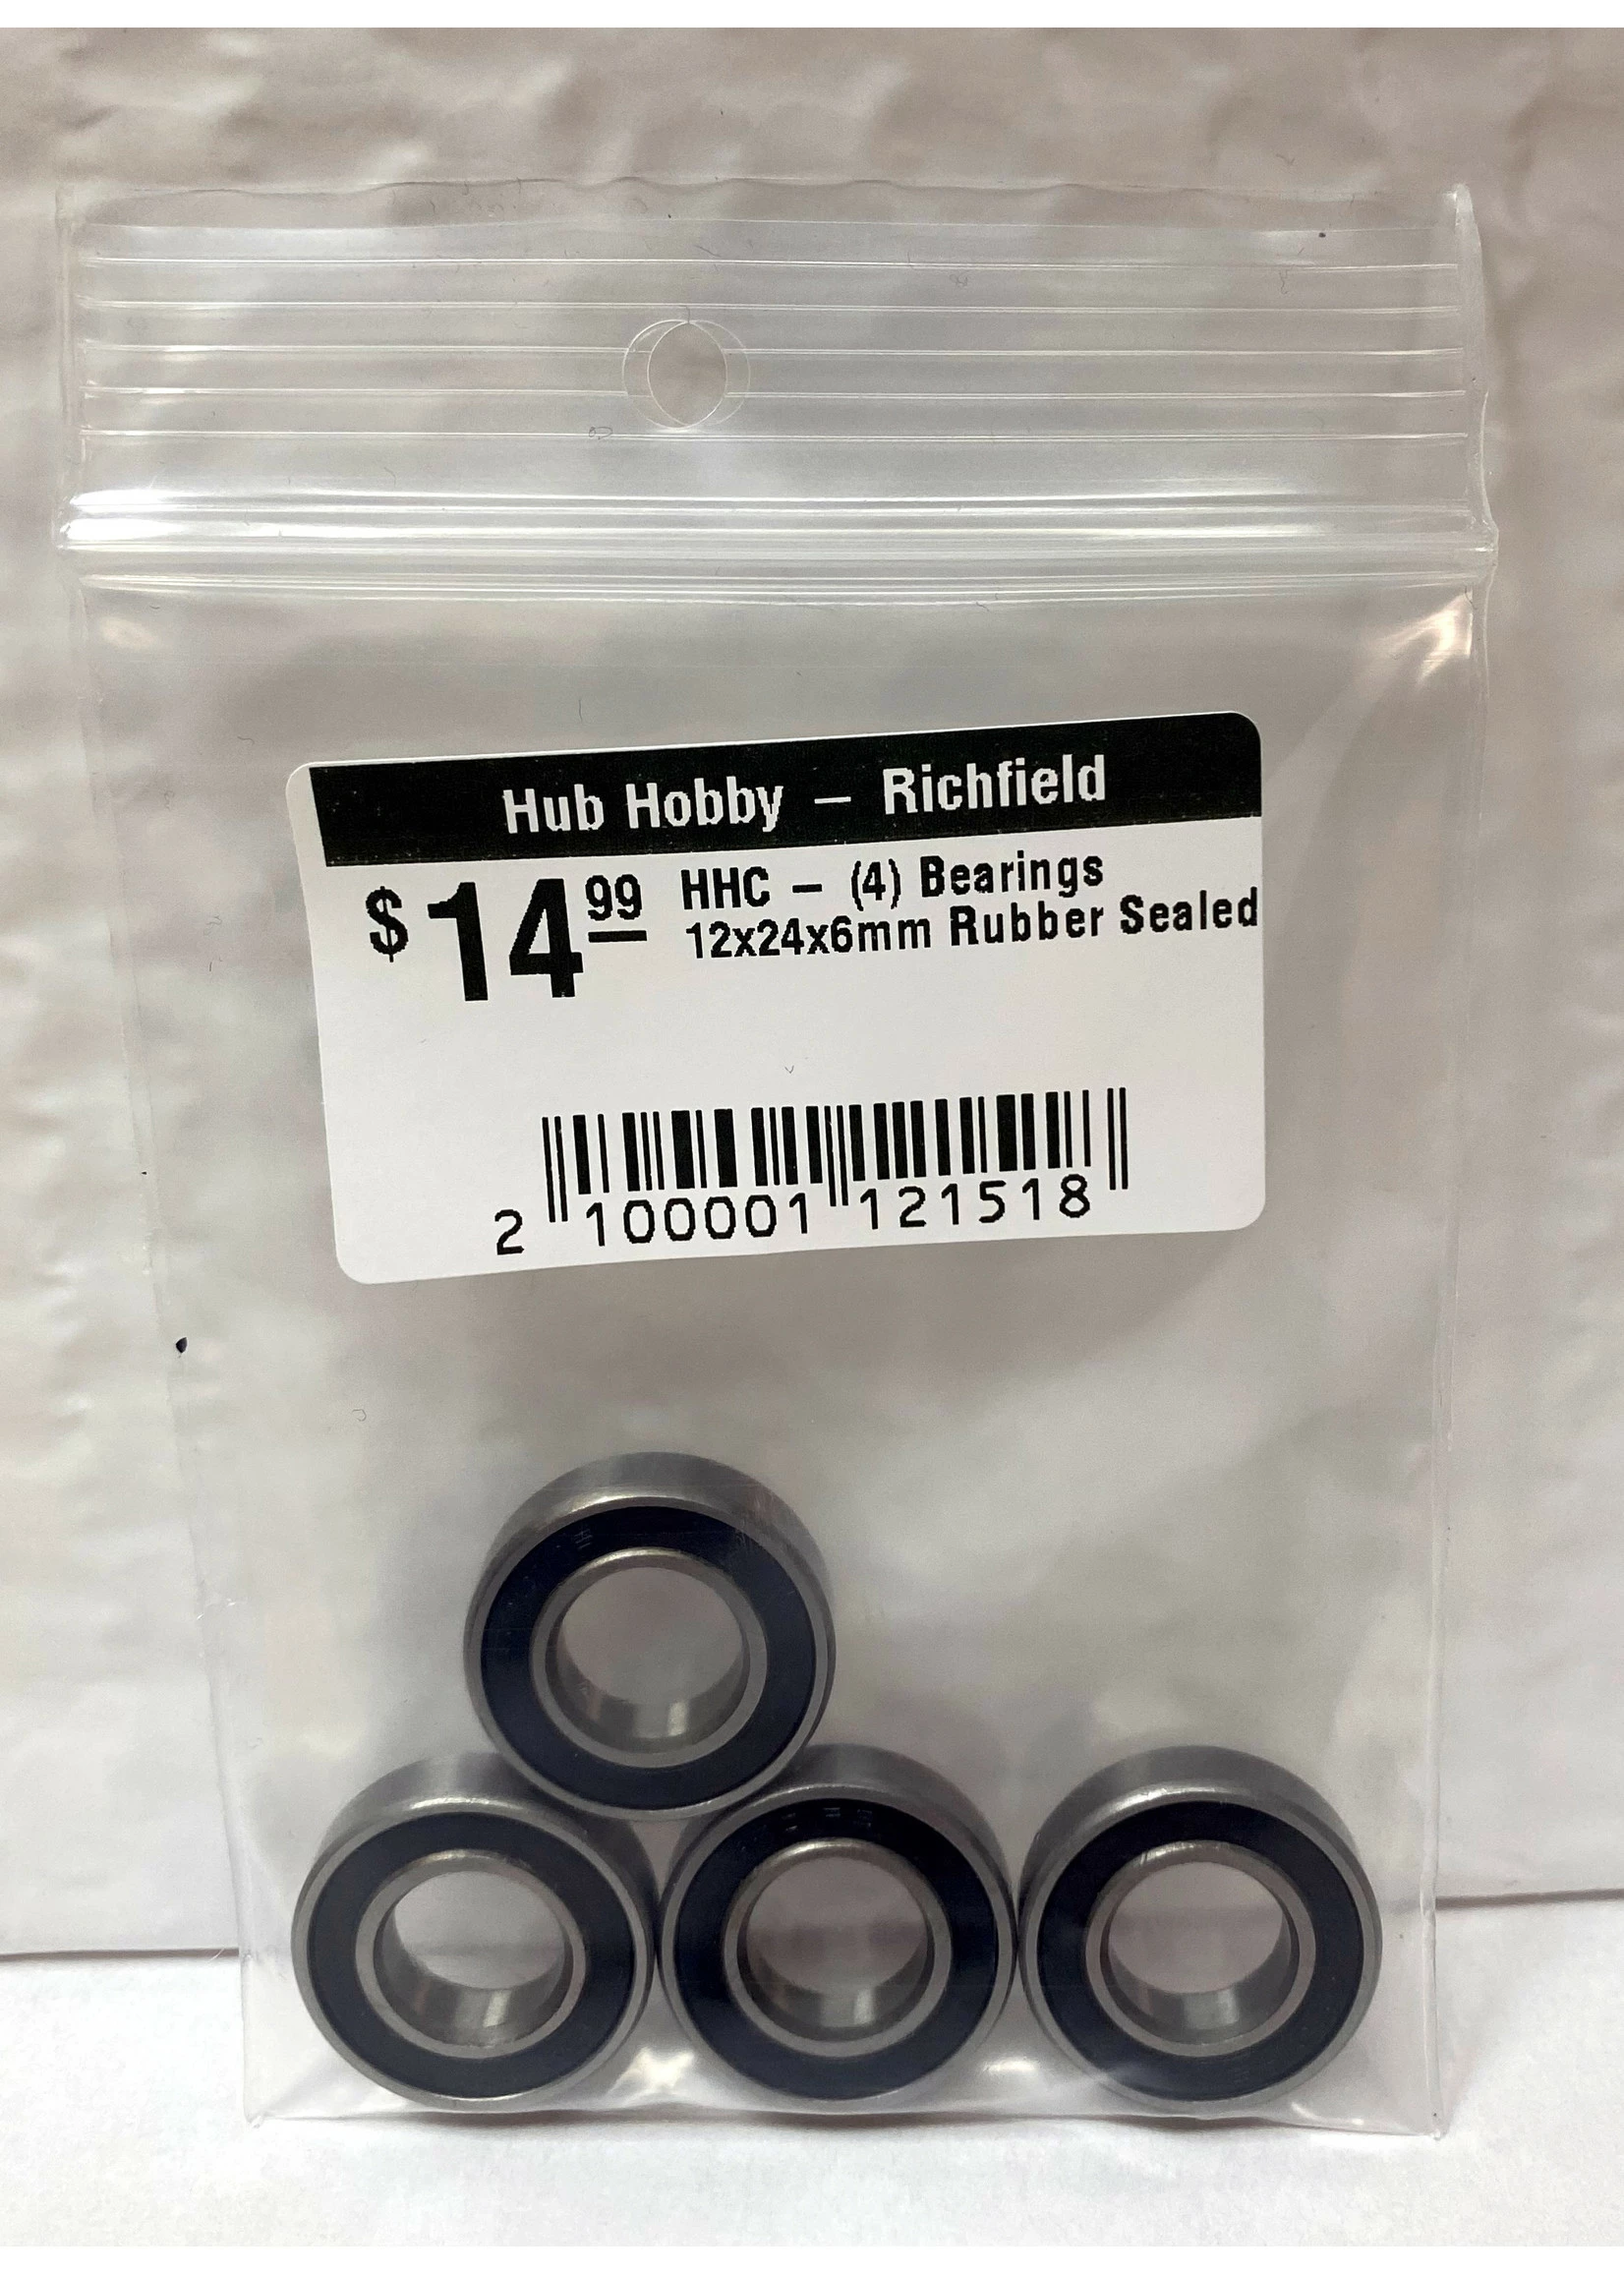 Hub Hobby – Richfield
$14.99 HHC – (4) Bearings
12x24x6mm Rubber Sealed
2 100001 121518